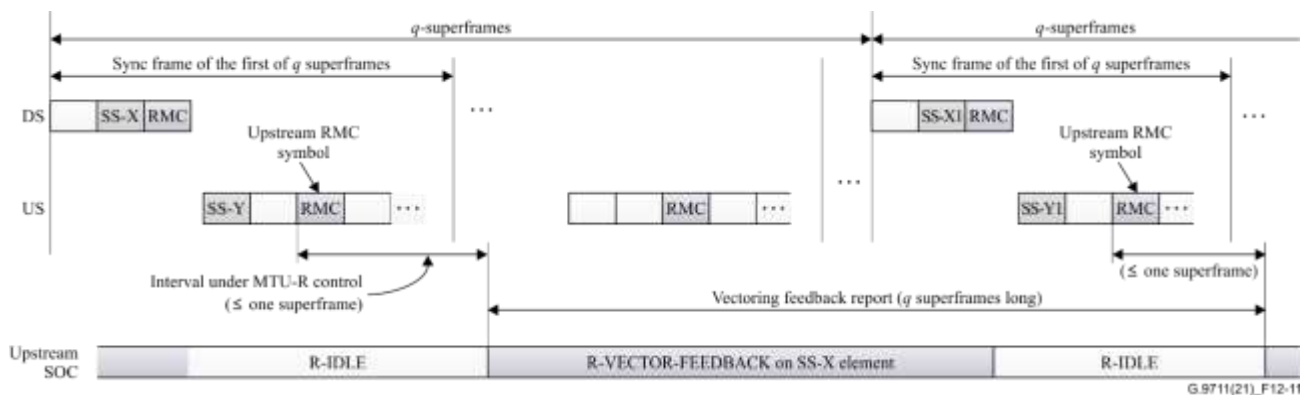 q-superframes
q-superframes
Sync frame of the first of q superframes
Sync frame of the first of q superframes
DS
SS-X
RMC
...
SS-X1
RMC
...
Upstream RMC
symbol
Upstream RMC
symbol
...
US
SS-Y
RMC
...
RMC
...
SS-Y1
RMC
...
Interval under MTU-R control
(≤ one superframe)
(≤ one superframe)
Vectoring feedback report (q superframes long)
Upstream
SOC
R-IDLE
R-VECTOR-FEEDBACK on SS-X element
R-IDLE
G.9711(21)_F12-11